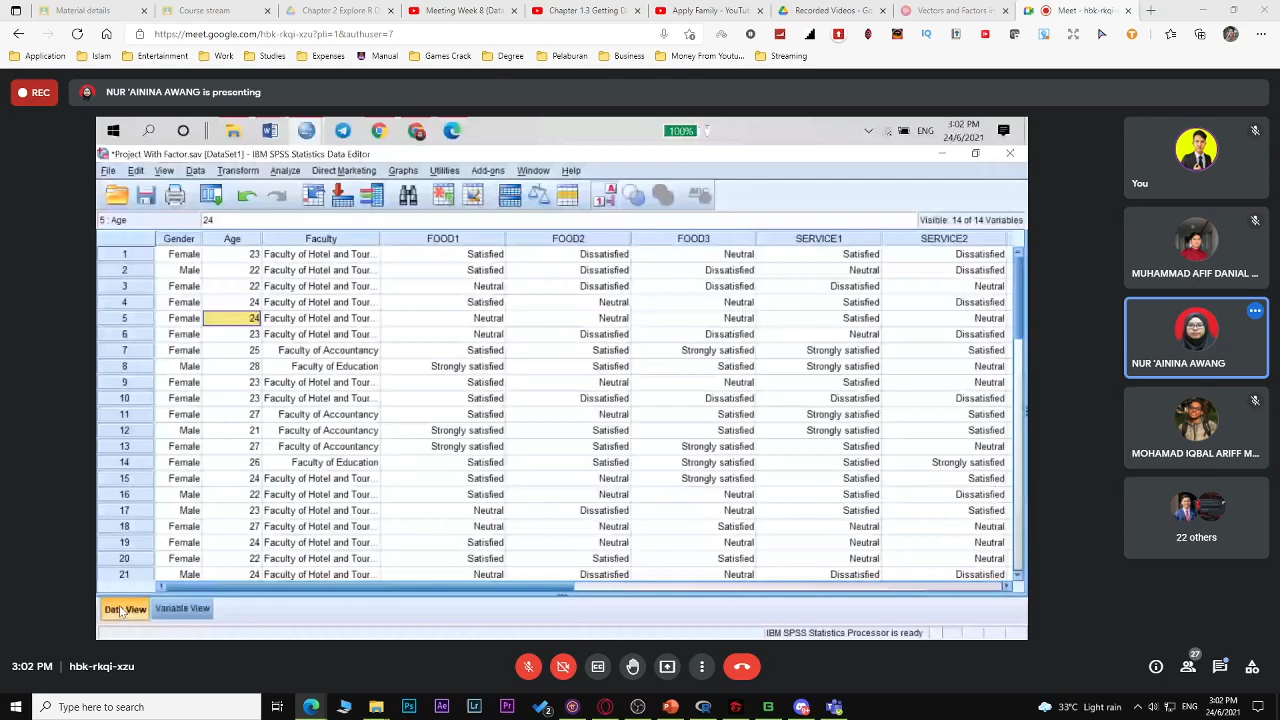 Material details
Course stream
Chapter 2 Explore R D
Meeting Week 8 (Data
Chapter 1.3 Getting Da
Apply Family - YouTub
Recorded Videos - Go
Vectors and Factors in
Meet - hbk-rkqi-x
https://meet.google.com/hbk-rkqi-xzu?pli=1&authuser=7
Application
Islam
Entertainment
Work
Studies
Expenses
Manual
Games Crack
Degree
Pelaburan
Business
Money From Youtu...
Streaming
REC
NUR 'AININA AWANG is presenting
100%
ENG
3:02 PM
24/6/2021
*Project With Factor.sav [DataSet1] - IBM SPSS Statistics Data Editor
File Edit View Data Transform Analyze Direct Marketing Graphs Utilities Add-ons Window Help
5 : Age 24 Visible: 14 of 14 Variables
Gender Age Faculty FOOD1 FOOD2 FOOD3 SERVICE1 SERVICE2
1 Female 23 Faculty of Hotel and Tour... Satisfied Dissatisfied Neutral Satisfied Dissatisfied
2 Male 22 Faculty of Hotel and Tour... Satisfied Dissatisfied Dissatisfied Neutral Dissatisfied
3 Female 22 Faculty of Hotel and Tour... Neutral Dissatisfied Dissatisfied Dissatisfied Dissatisfied
4 Female 24 Faculty of Hotel and Tour... Satisfied Neutral Neutral Satisfied Dissatisfied
5 Female 24 Faculty of Hotel and Tour... Satisfied Neutral Neutral Satisfied Neutral
6 Female 23 Faculty of Hotel and Tour... Neutral Dissatisfied Dissatisfied Neutral Dissatisfied
7 Female 25 Faculty of Accountancy Satisfied Satisfied Strongly satisfied Strongly satisfied Satisfied
8 Male 28 Faculty of Education Strongly satisfied Satisfied Satisfied Strongly satisfied Neutral
9 Female 23 Faculty of Hotel and Tour... Satisfied Neutral Neutral Satisfied Neutral
10 Female 23 Faculty of Hotel and Tour... Neutral Dissatisfied Dissatisfied Neutral Dissatisfied
11 Female 27 Faculty of Accountancy Satisfied Neutral Satisfied Strongly satisfied Satisfied
12 Male 21 Faculty of Accountancy Strongly satisfied Satisfied Satisfied Strongly satisfied Satisfied
13 Female 27 Faculty of Accountancy Strongly satisfied Satisfied Strongly satisfied Satisfied Neutral
14 Female 26 Faculty of Education Satisfied Satisfied Strongly satisfied Satisfied Strongly satisfied
15 Female 24 Faculty of Hotel and Tour... Satisfied Satisfied Strongly satisfied Satisfied Satisfied
16 Male 22 Faculty of Hotel and Tour... Satisfied Neutral Neutral Satisfied Dissatisfied
17 Male 23 Faculty of Hotel and Tour... Neutral Dissatisfied Neutral Satisfied Satisfied
18 Female 27 Faculty of Hotel and Tour... Neutral Neutral Satisfied Neutral Neutral
19 Female 24 Faculty of Hotel and Tour... Satisfied Dissatisfied Neutral Neutral Neutral
20 Female 22 Faculty of Hotel and Tour... Satisfied Satisfied Satisfied Neutral Neutral
21 Male 24 Faculty of Hotel and Tour... Neutral Dissatisfied Neutral Dissatisfied Dissatisfied
Data View Variable View
IBM SPSS Statistics Processor is ready
You
MUHAMMAD AFIF DANIAL ...
NUR 'AININA AWANG
MOHAMAD IQBAL ARIFF M...
22 others
3:02 PM | hbk-rkqi-xzu
27
Type here to search
Ps
Ae
Lr
Pr
2
33°C Light rain
ENG
3:02 PM
24/6/2021